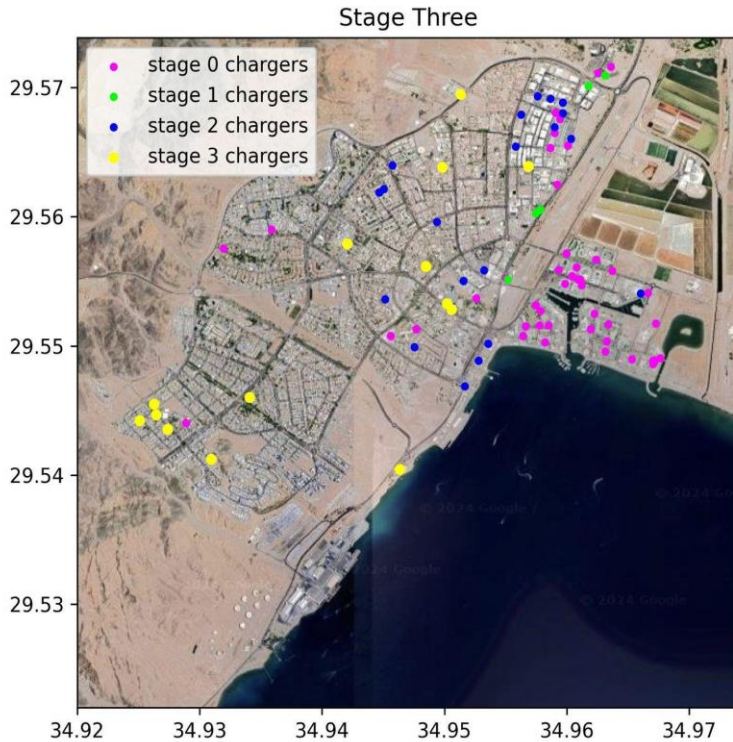 Stage Three
stage 0 chargers
stage 1 chargers
stage 2 chargers
stage 3 chargers
29.57
29.56
29.55
29.54
29.53
© 2024 Google /
© 2024 Google
2024 Google
© 2024 Google
34.92
34.93
34.94
34.95
34.96
34.97